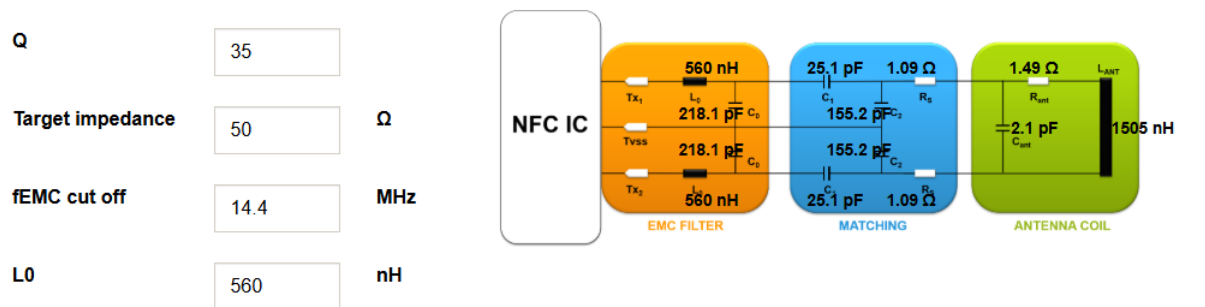 Q
35
Target impedance
50
Ω
fEMC cut off
14.4
MHz
L0
560
nH
NFC IC
560 nH
25.1 pF
1.09 Ω
1.49 Ω
LANT
Tx1
L0
C1
RS
Rant
218.1 pF
C0
155.2 pF
C2
2.1 pF
Cant
1505 nH
Tvss
218.1 pF
C0
155.2 pF
C2
Tx2
L0
C1
RS
560 nH
25.1 pF
1.09 Ω
EMC FILTER
MATCHING
ANTENNA COIL